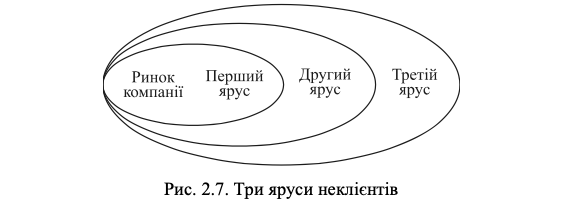 Ринок компанії
Перший ярус
Другий ярус
Третій ярус
Рис. 2.7. Три яруси неклієнтів